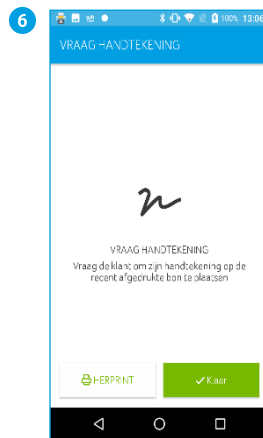 6
100% 13:06
VRAAG HANDTEKENING
VRAAG HANDTEKENING
Vraag de klant om zijn handtekening op de
recent afgedrukte bon te plaatsen
HERPRINT
Klaar